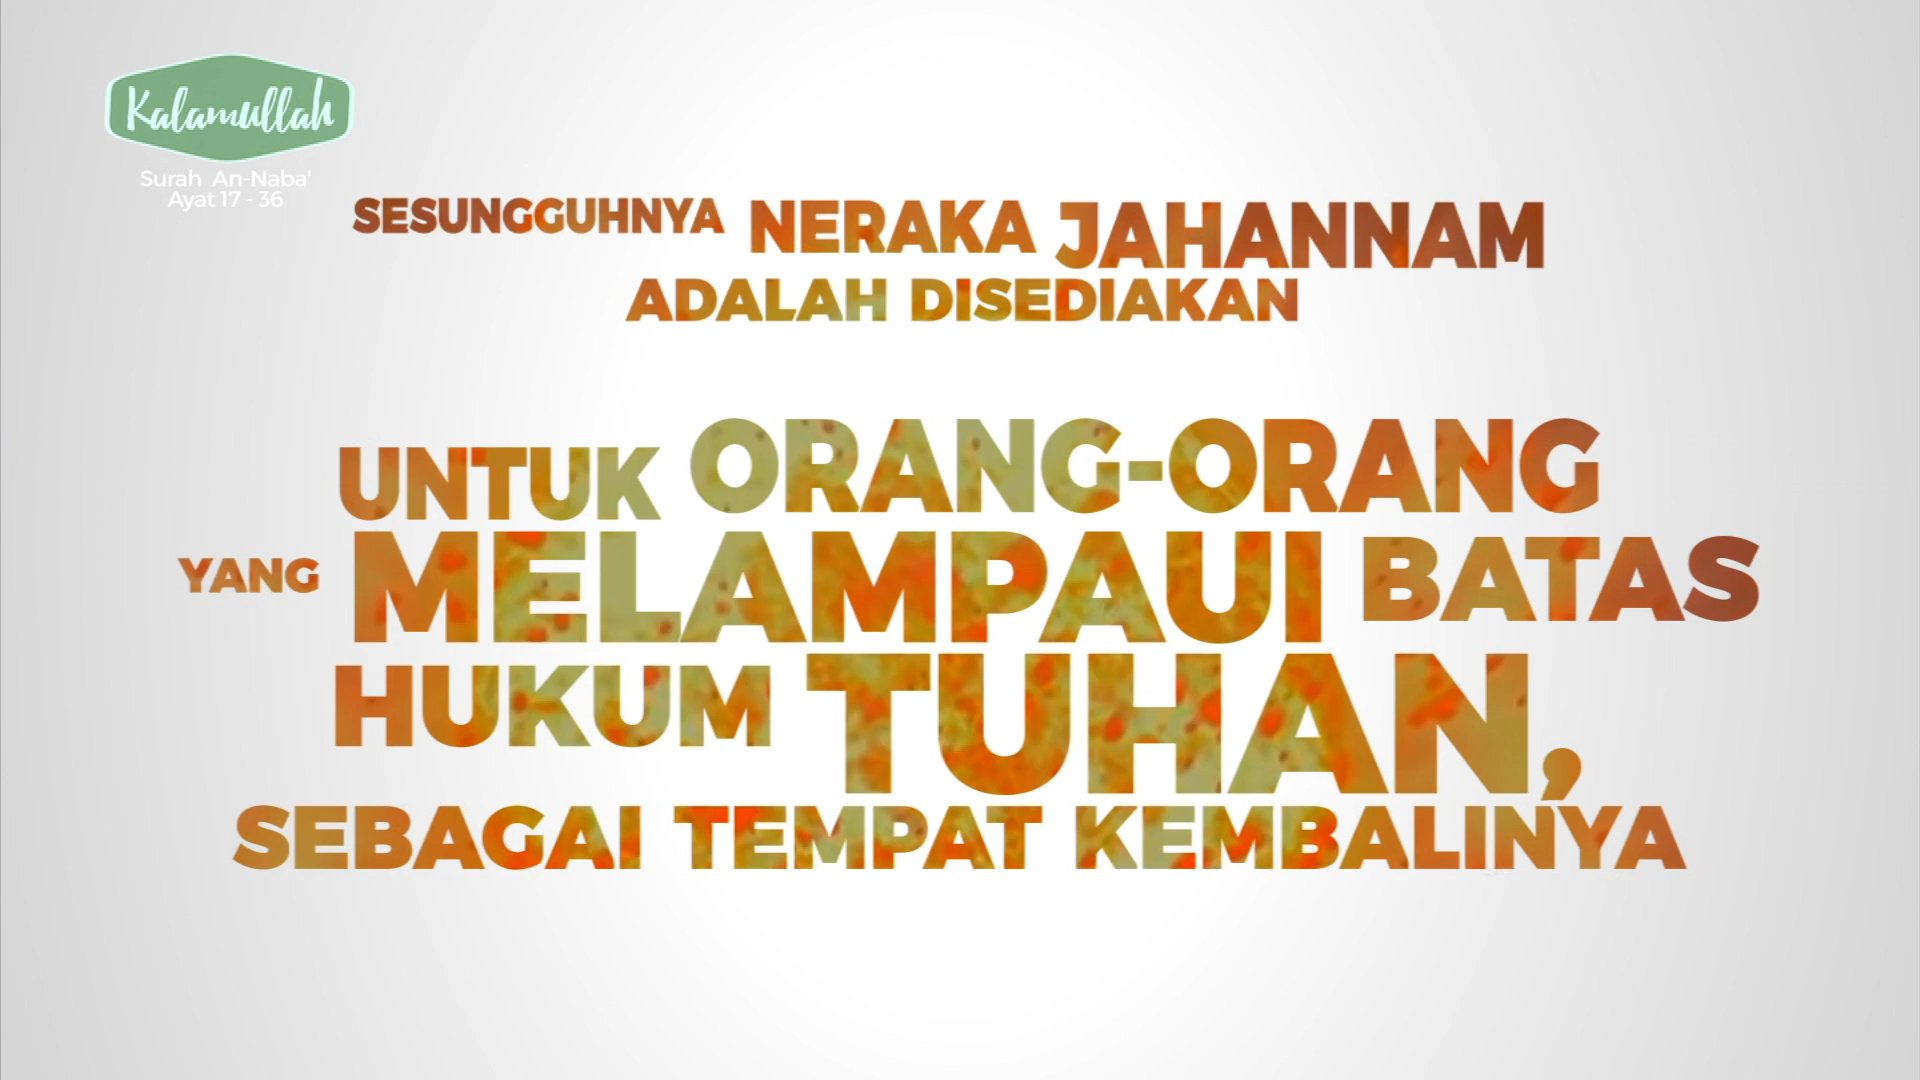 Kalamullah
Surah An-Naba'
Ayat 17 - 36
SESUNGGUHNYA NERAKA JAHANNAM
ADALAH DISEDIAKAN
UNTUK ORANG-ORANG
YANG MELAMPAUI BATAS
HUKUM TUHAN,
SEBAGAI TEMPAT KEMBALINYA